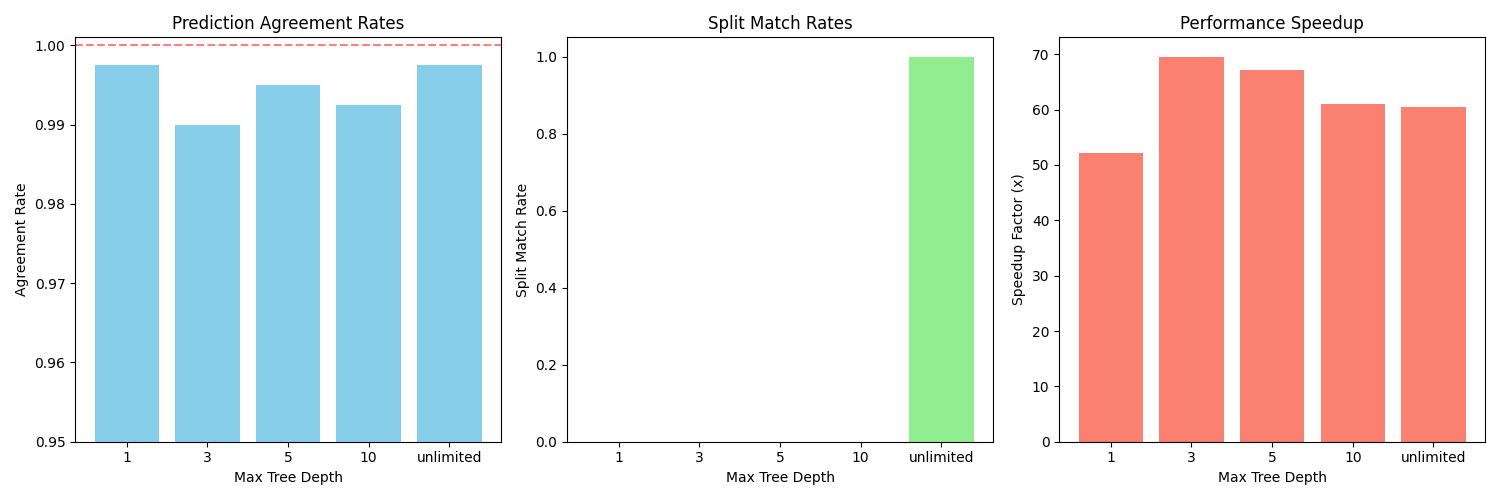 Prediction Agreement Rates
Agreement Rate
1.00
0.99
0.98
0.97
0.96
0.95
1 3 5 10 unlimited
Max Tree Depth
Split Match Rates
Split Match Rate
1.0
0.8
0.6
0.4
0.2
0.0
1 3 5 10 unlimited
Max Tree Depth
Performance Speedup
Speedup Factor (x)
70
60
50
40
30
20
10
0
1 3 5 10 unlimited
Max Tree Depth